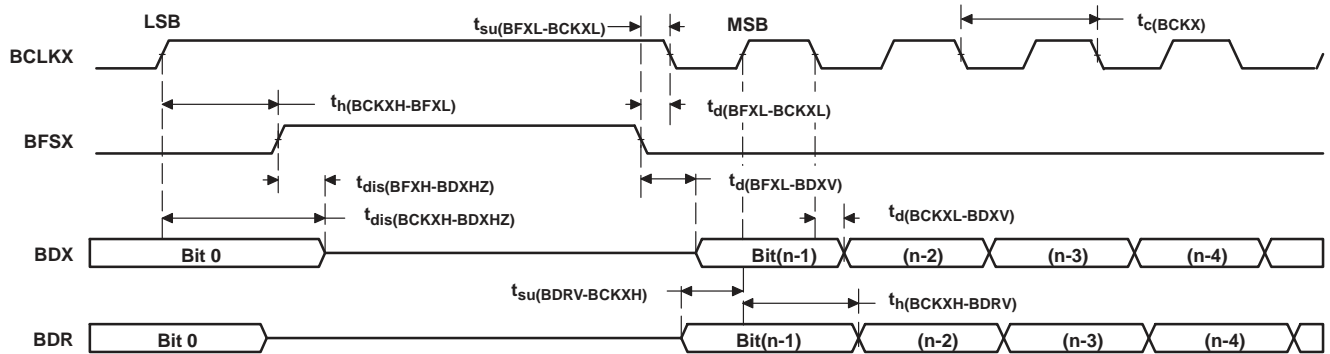 LSB tsu(BFXL-BCKXL) MSB tc(BCKX)
BCLKX
th(BCKXH-BFXL) td(BFXL-BCKXL)
BFSX
tdis(BFXH-BDXHZ) td(BFXL-BDXV)
tdis(BCKXH-BDXHZ) td(BCKXL-BDXV)
BDX Bit 0 Bit(n-1) (n-2) (n-3) (n-4)
tsu(BDRV-BCKXH) th(BCKXH-BDRV)
BDR Bit 0 Bit(n-1) (n-2) (n-3) (n-4)